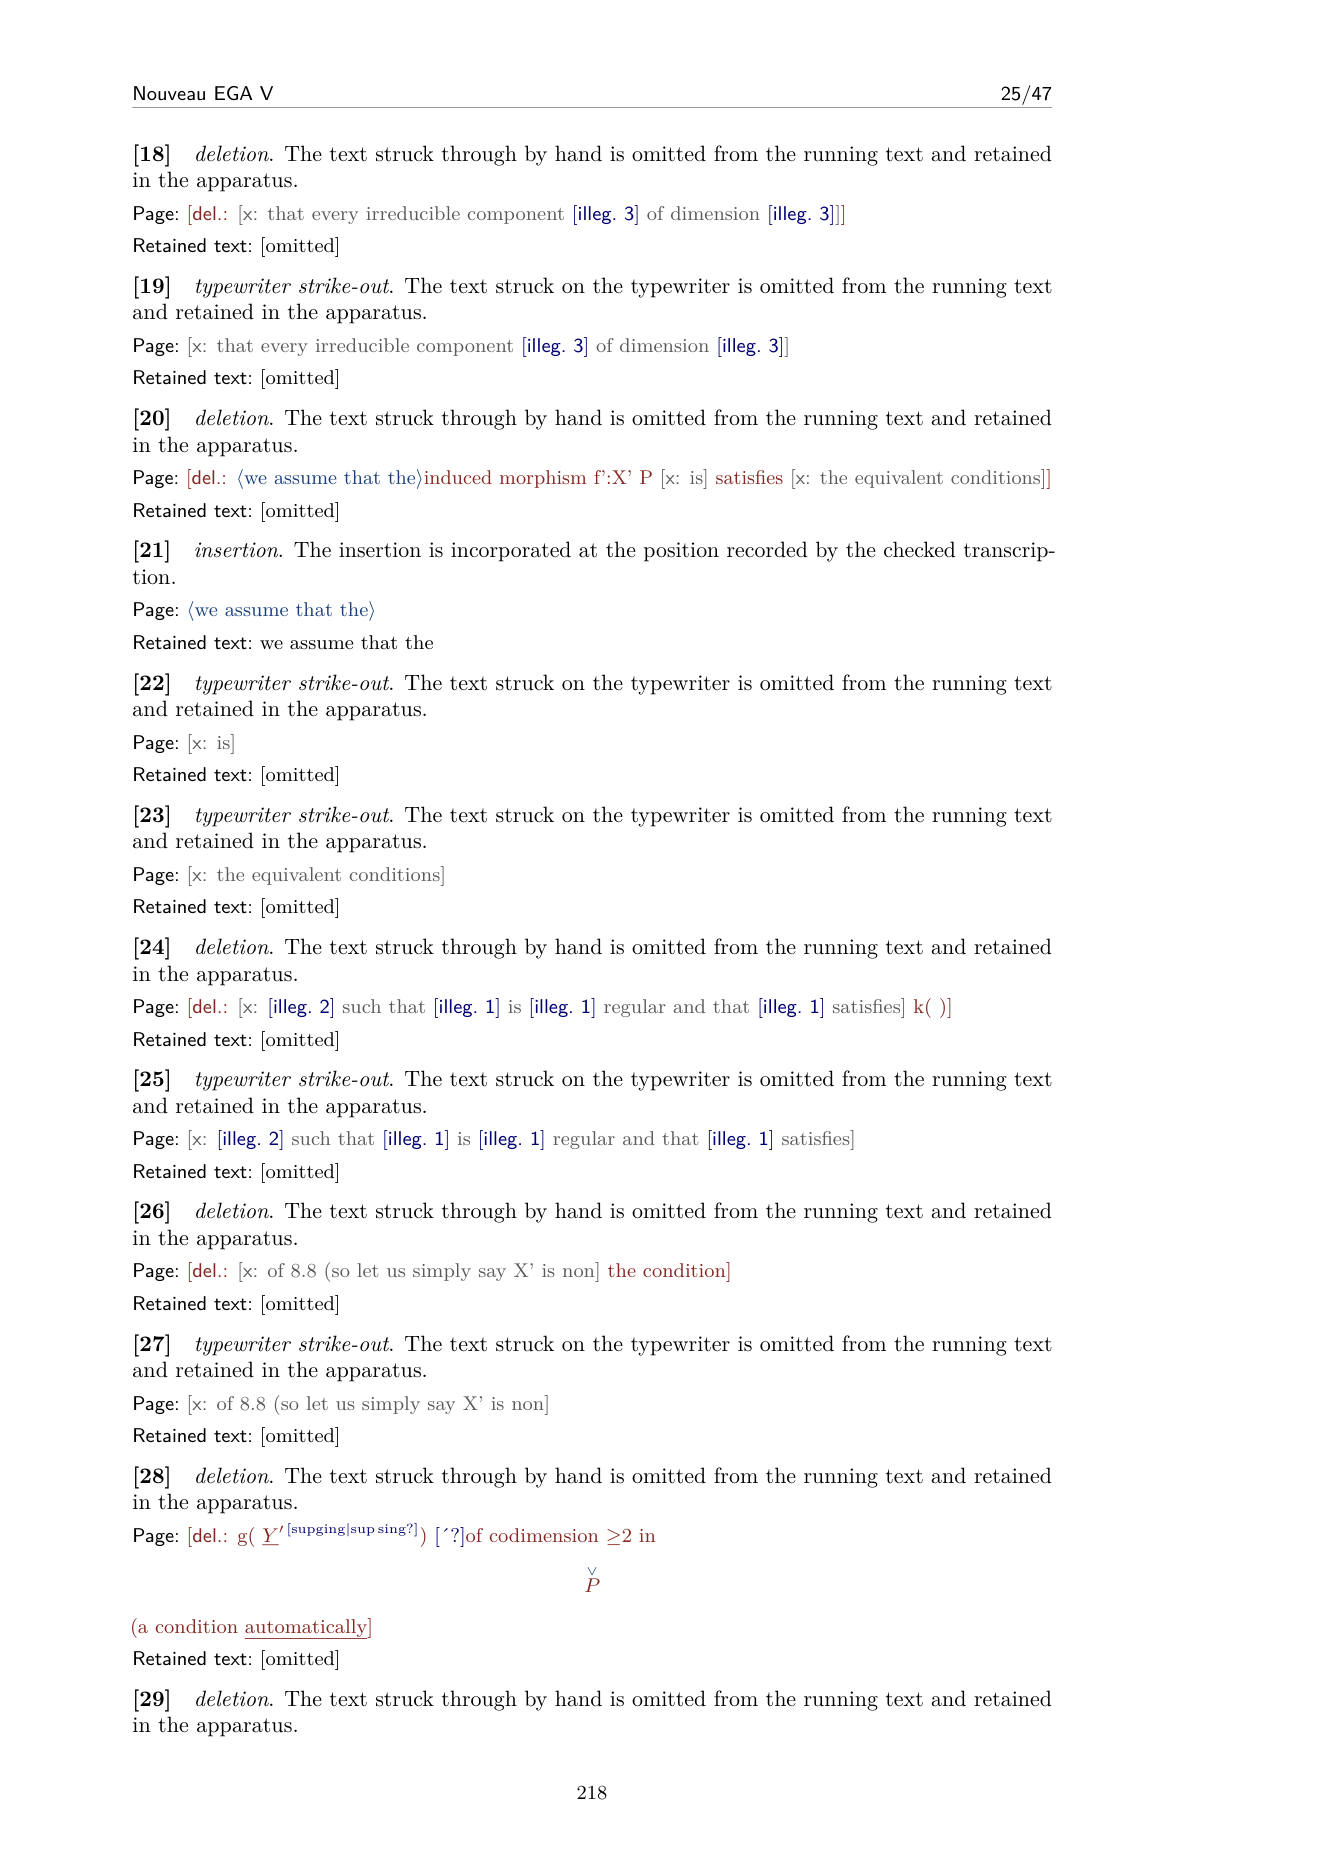 Nouveau EGA V 25/47
[18] deletion. The text struck through by hand is omitted from the running text and retained
in the apparatus.
Page: [del.: [x: that every irreducible component [illeg. 3] of dimension [illeg. 3]]]
Retained text: [omitted]
[19] typewriter strike-out. The text struck on the typewriter is omitted from the running text
and retained in the apparatus.
Page: [x: that every irreducible component [illeg. 3] of dimension [illeg. 3]]
Retained text: [omitted]
[20] deletion. The text struck through by hand is omitted from the running text and retained
in the apparatus.
Page: [del.: ⟨we assume that the⟩induced morphism f':X' P [x: is] satisfies [x: the equivalent conditions]]
Retained text: [omitted]
[21] insertion. The insertion is incorporated at the position recorded by the checked transcrip-
tion.
Page: ⟨we assume that the⟩
Retained text: we assume that the
[22] typewriter strike-out. The text struck on the typewriter is omitted from the running text
and retained in the apparatus.
Page: [x: is]
Retained text: [omitted]
[23] typewriter strike-out. The text struck on the typewriter is omitted from the running text
and retained in the apparatus.
Page: [x: the equivalent conditions]
Retained text: [omitted]
[24] deletion. The text struck through by hand is omitted from the running text and retained
in the apparatus.
Page: [del.: [x: [illeg. 2] such that [illeg. 1] is [illeg. 1] regular and that [illeg. 1] satisfies] k( )]
Retained text: [omitted]
[25] typewriter strike-out. The text struck on the typewriter is omitted from the running text
and retained in the apparatus.
Page: [x: [illeg. 2] such that [illeg. 1] is [illeg. 1] regular and that [illeg. 1] satisfies]
Retained text: [omitted]
[26] deletion. The text struck through by hand is omitted from the running text and retained
in the apparatus.
Page: [del.: [x: of 8.8 (so let us simply say X' is non] the condition]
Retained text: [omitted]
[27] typewriter strike-out. The text struck on the typewriter is omitted from the running text
and retained in the apparatus.
Page: [x: of 8.8 (so let us simply say X' is non]
Retained text: [omitted]
[28] deletion. The text struck through by hand is omitted from the running text and retained
in the apparatus.
Page: [del.: g( Y′[supging|sup sing?]) [´?]of codimension ≥2 in
∨
P
(a condition automatically]
Retained text: [omitted]
[29] deletion. The text struck through by hand is omitted from the running text and retained
in the apparatus.
218